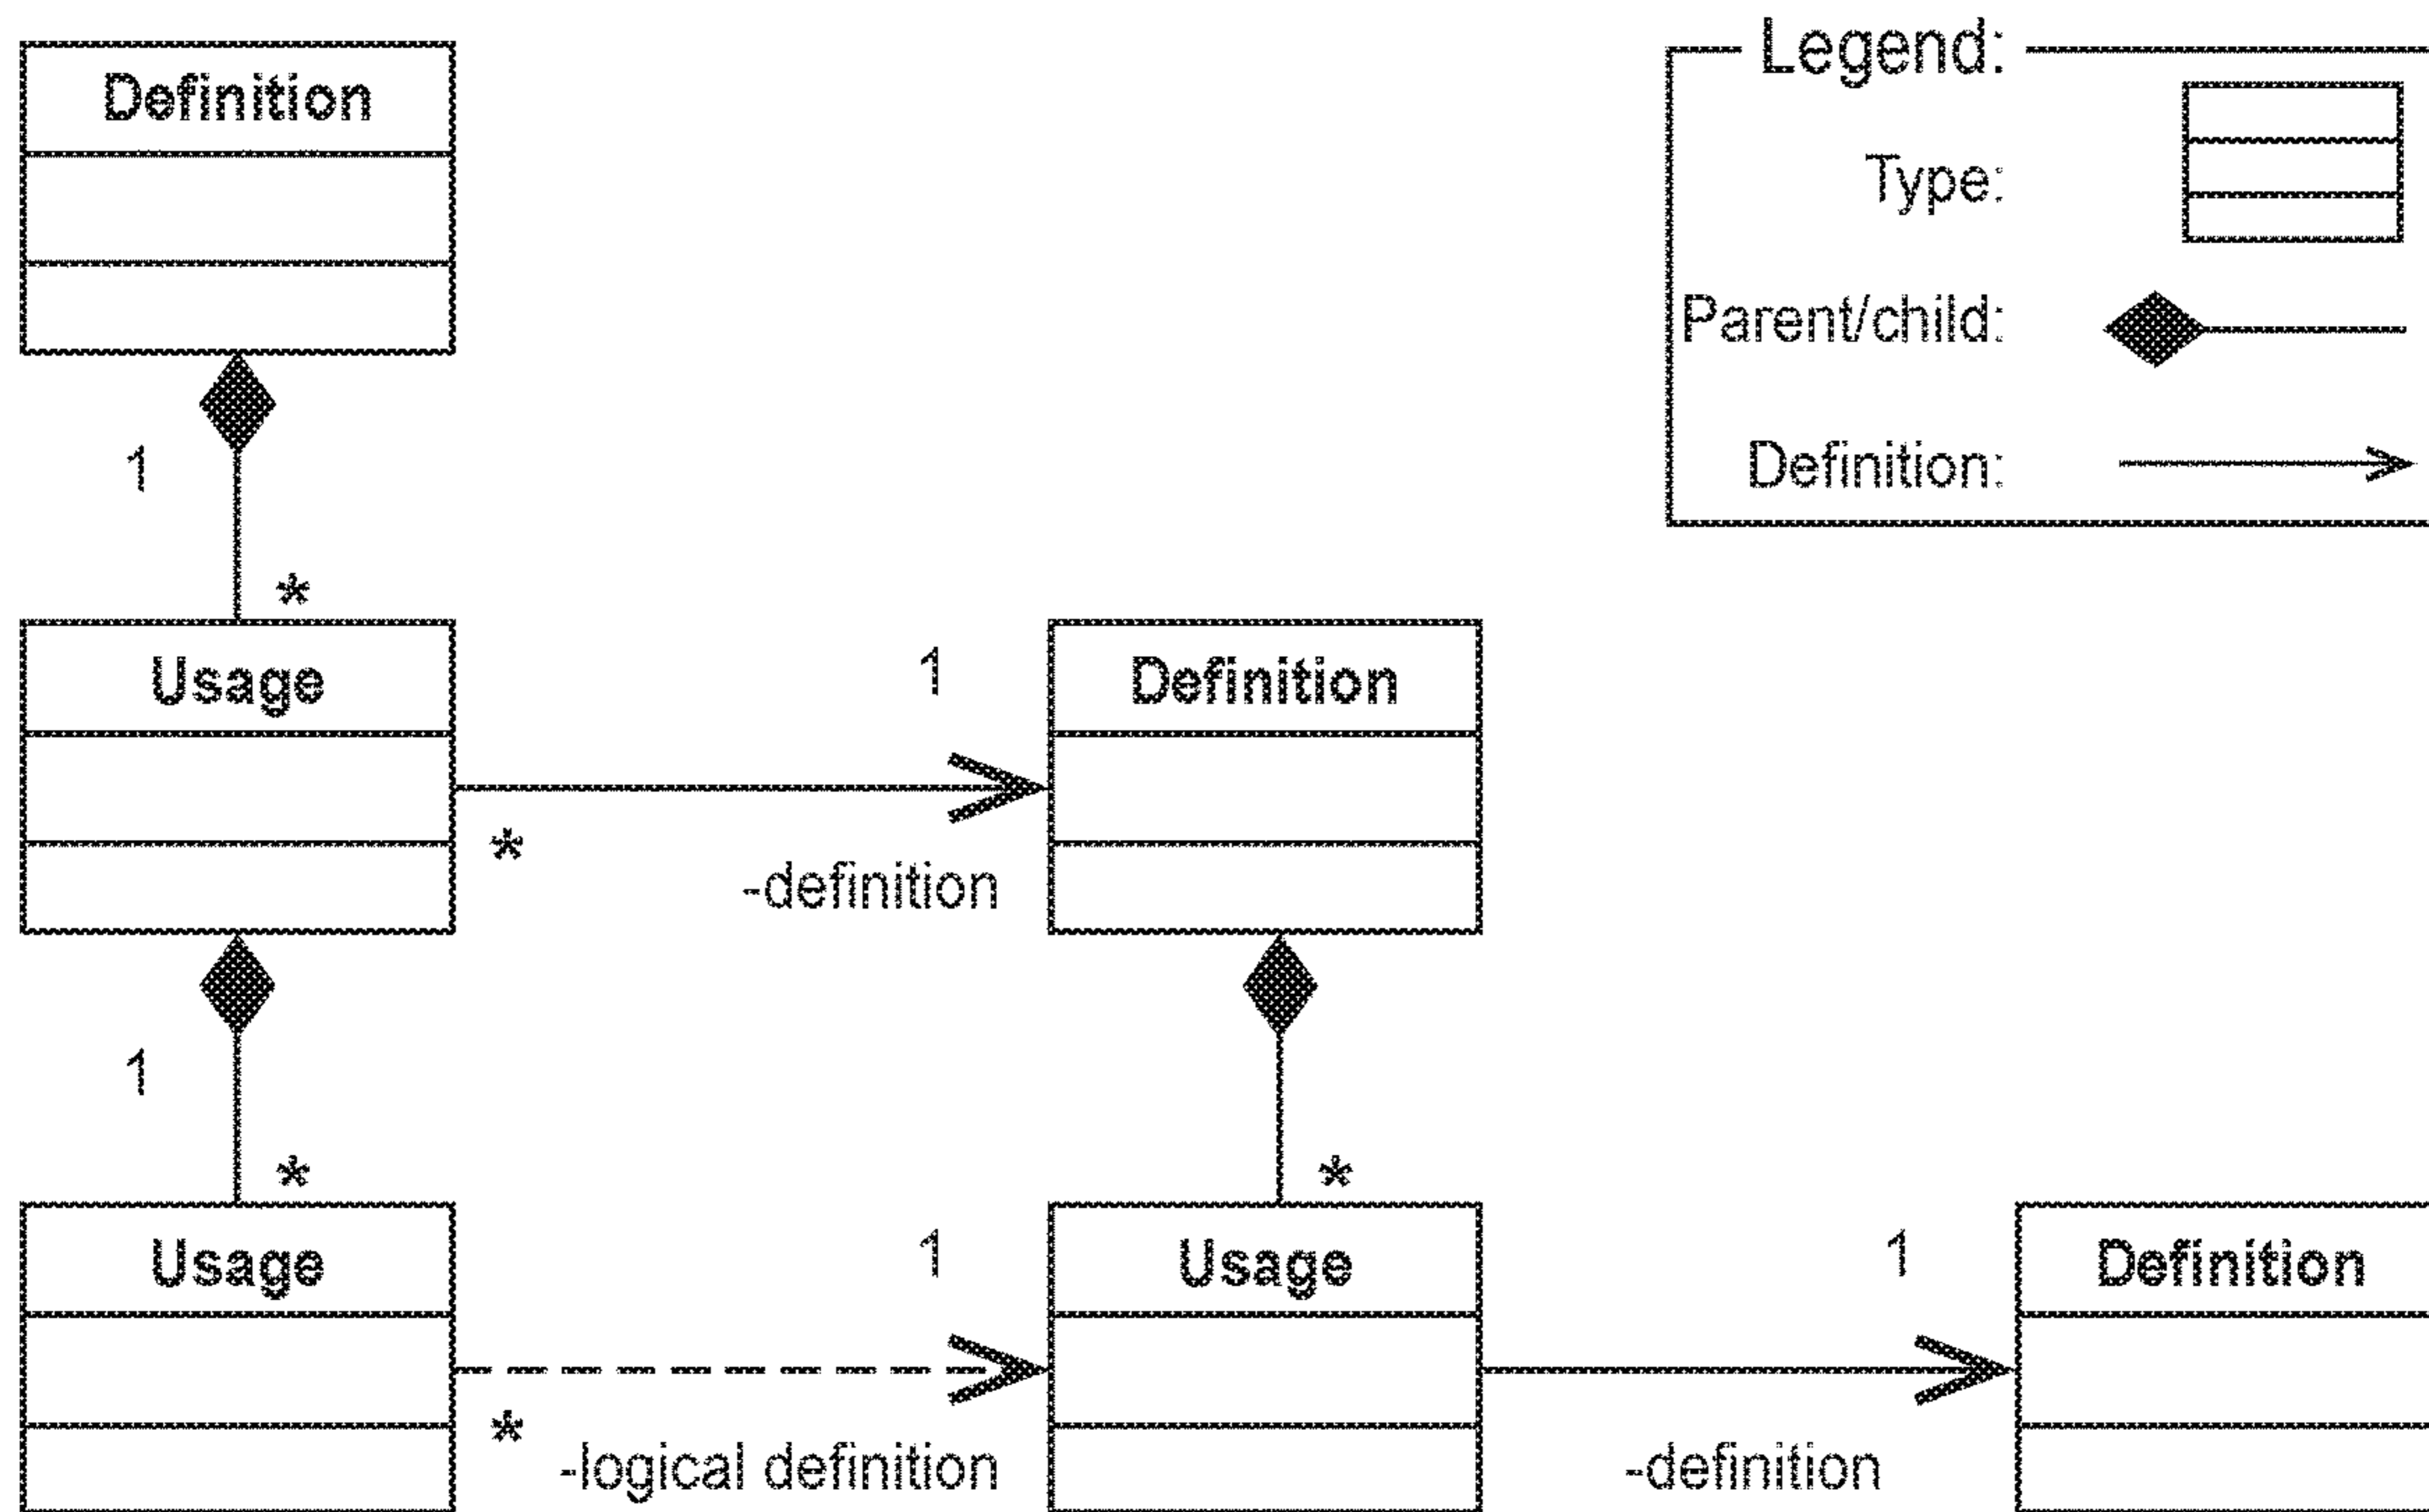 Legend:
Definition
Type:
Parent/child:
1
Definition:
*
Usage
1
Definition
*
-definition
1
*
*
Usage
1
Usage
1
Definition
*
-logical definition
-definition